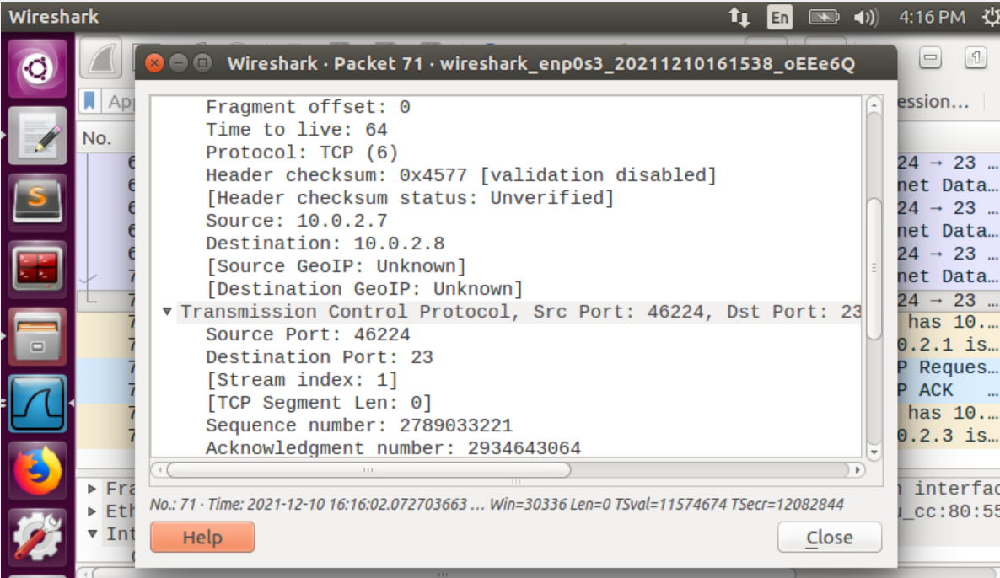 Wireshark En 4:16 PM
Wireshark · Packet 71 · wireshark_enp0s3_20211210161538_oEEe6Q
Ap ession…
No.
Fragment offset: 0
Time to live: 64
Protocol: TCP (6)
Header checksum: 0x4577 [validation disabled]
[Header checksum status: Unverified]
Source: 10.0.2.7
Destination: 10.0.2.8
[Source GeoIP: Unknown]
[Destination GeoIP: Unknown]
Transmission Control Protocol, Src Port: 46224, Dst Port: 23
Source Port: 46224
Destination Port: 23
[Stream index: 1]
[TCP Segment Len: 0]
Sequence number: 2789033221
Acknowledgment number: 2934643064
24 → 23 …
net Data…
24 → 23 …
net Data…
24 → 23 …
net Data…
24 → 23 …
has 10.…
0.2.1 is…
P Reques…
P ACK …
has 10.…
0.2.3 is…
Fra n interfac
Eth u_cc:80:55
Int
No.: 71 · Time: 2021-12-10 16:16:02.072703663 … Win=30336 Len=0 TSval=11574674 TSecr=12082844
Help Close